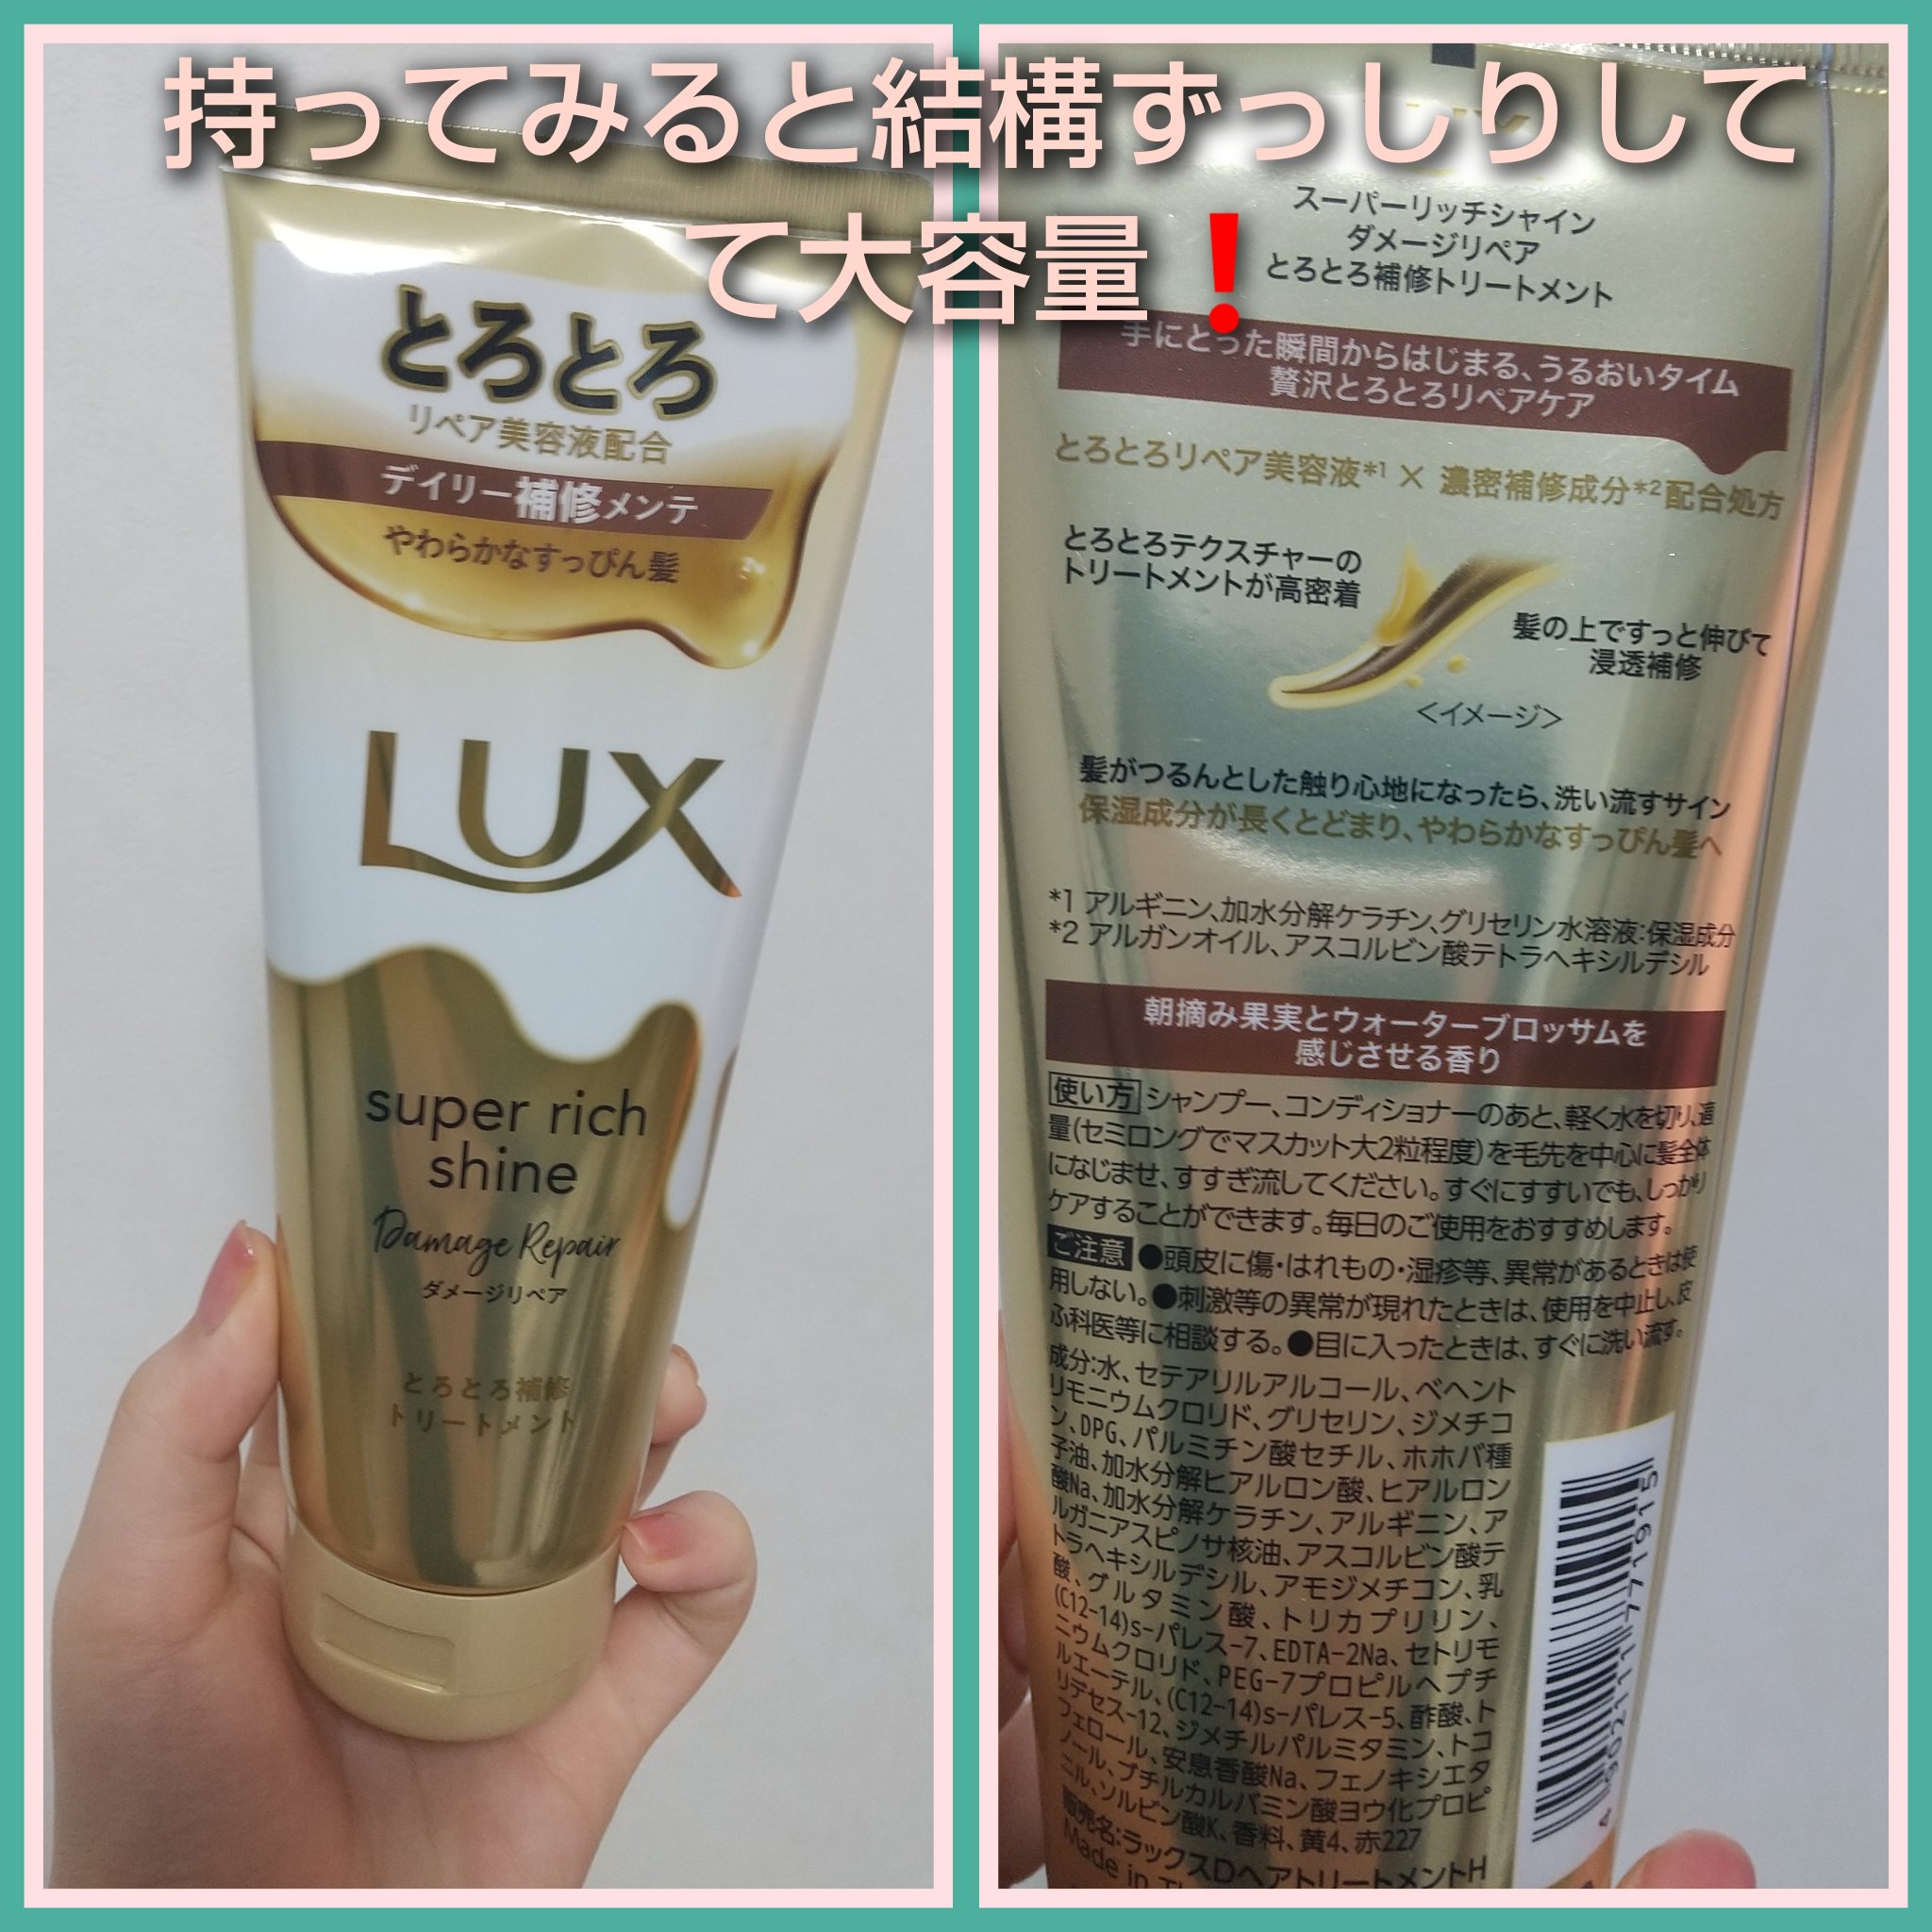 持ってみると結構ずっしりして
て大容量❗
とろとろ
リペア美容液配合
デイリー補修メンテ
やわらかなすっぴん髪
LUX
super rich
shine
Damage Repair
ダメージリペア
とろとろ補修
トリートメント
スーパーリッチシャイン
ダメージリペア
とろとろ補修トリートメント
手にとった瞬間からはじまる、うるおいタイム
贅沢とろとろリペアケア
とろとろリペア美容液*1 × 濃密補修成分*2配合処方
とろとろテクスチャーの
トリートメントが高密着
髪の上ですっと伸びて
浸透補修
<イメージ>
髪がつるんとした触り心地になったら、洗い流すサイン
保湿成分が長くとどまり、やわらかなすっぴん髪へ
*1 アルギニン、加水分解ケラチン、グリセリン水溶液:保湿成分
*2 アルガンオイル、アスコルビン酸テトラヘキシルデシル
朝摘み果実とウォーターブロッサムを
感じさせる香り
使い方 シャンプー、コンディショナーのあと、軽く水を切り、適
量(セミロングでマスカット大2粒程度)を毛先を中心に髪全体
になじませ、すすぎ流してください。すぐにすすいでも、しっかり
ケアすることができます。毎日のご使用をおすすめします。
ご注意 ●頭皮に傷・はれもの・湿疹等、異常があるときは使
用しない。●刺激等の異常が現れたときは、使用を中止し、皮
ふ科医等に相談する。●目に入ったときは、すぐに洗い流す。
成分:水、セテアリルアルコール、ベヘント
リモニウムクロリド、グリセリン、ジメチコ
ン、DPG、パルミチン酸セチル、ホホバ種
子油、加水分解ヒアルロン酸、ヒアルロン
酸Na、加水分解ケラチン、アルギニン、ア
ルガニアスピノサ核油、アスコルビン酸テ
トラヘキシルデシル、アモジメチコン、乳
酸、グルタミン酸、トリカプリリン、
(C12-14)s-パレス-7、EDTA-2Na、セトリモ
ニウムクロリド、PEG-7プロピルヘプチ
ルエーテル、(C12-14)s-パレス-5、酢酸、ト
リデセス-12、ジメチルパルミタミン、トコ
フェロール、安息香酸Na、フェノキシエタ
ノール、ブチルカルバミン酸ヨウ化プロピ
ニル、ソルビン酸K、香料、黄4、赤227
販売名:ラックスDヘアトリートメントH
Made in
4 902111 771915